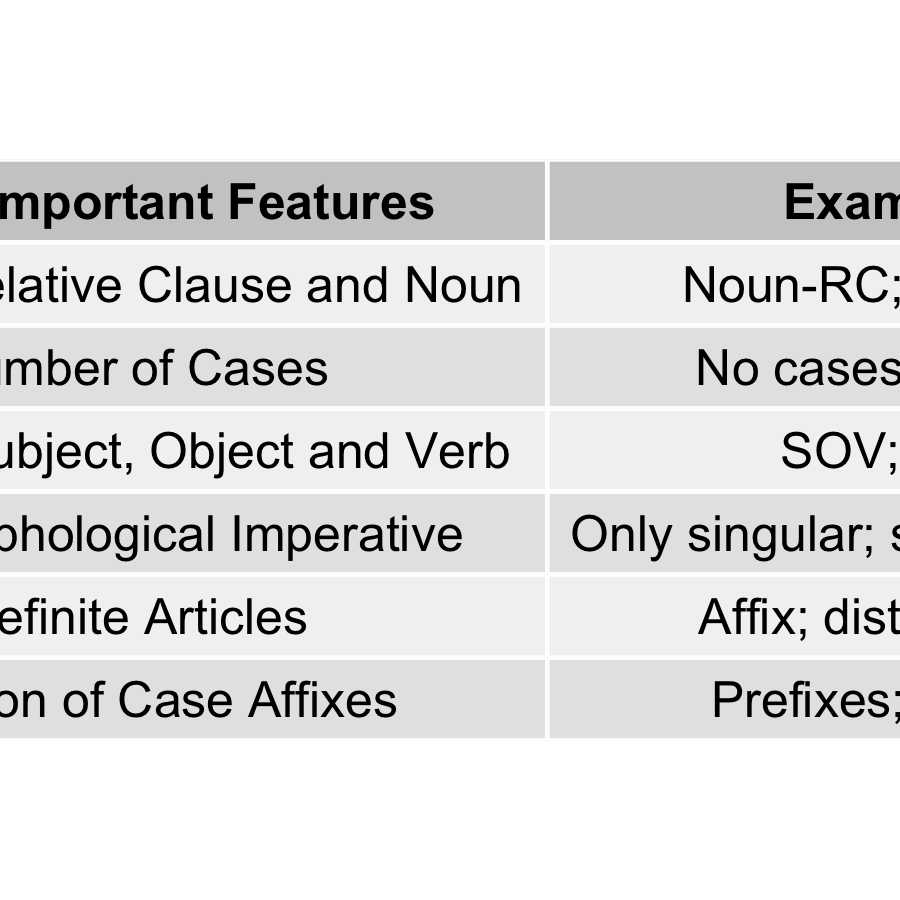 mportant Features Exam
elative Clause and Noun Noun-RC;
umber of Cases No cases
ubject, Object and Verb SOV;
phological Imperative Only singular; s
efinite Articles Affix; dist
on of Case Affixes Prefixes;